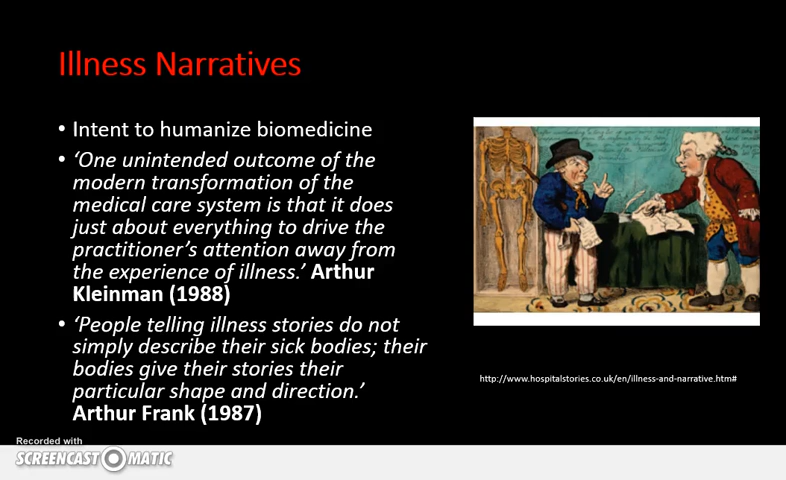 Illness Narratives
• Intent to humanize biomedicine
• ‘One unintended outcome of the
modern transformation of the
medical care system is that it does
just about everything to drive the
practitioner’s attention away from
the experience of illness.’ Arthur
Kleinman (1988)
• ‘People telling illness stories do not
simply describe their sick bodies; their
bodies give their stories their
particular shape and direction.’
Arthur Frank (1987)
http://www.hospitalstories.co.uk/en/illness-and-narrative.htm#
Recorded with
SCREENCAST-O-MATIC